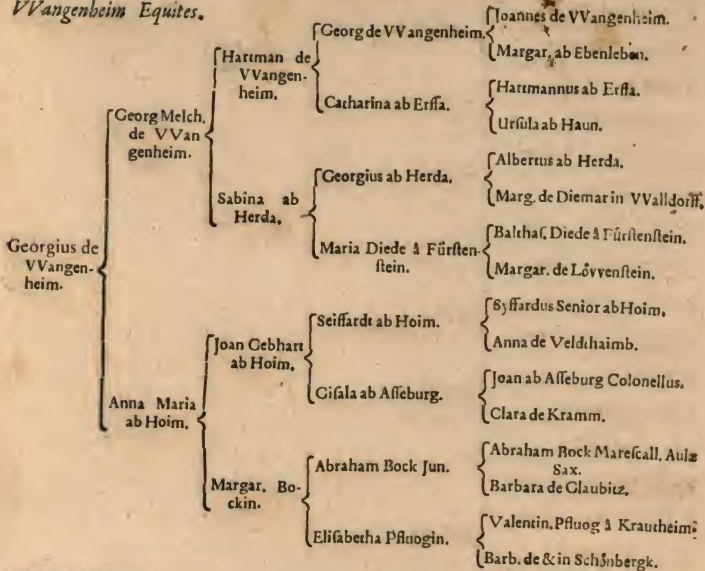 VVangenheim Equites.
Georgius de
VVangen-
heim.
Georg Melch.
de VVan
genheim.
Anna Maria
ab Hoim.
Hartman de
VVangen-
heim.
Sabina ab
Herda.
Joan Gebhart
ab Hoim.
Margar. Bo-
ckin.
Georg de VVangenheim.
Catharina ab Erffa.
Georgius ab Herda.
Maria Diede â Fürſten-
ſtein.
Seiffardt ab Hoim.
Giſala ab Aſſeburg.
Abraham Bock Jun.
Eliſabetha Pfluogin.
Joannes de VVangenheim.
Margar. ab Ebenleben.
Hartmannus ab Erffa.
Urſula ab Haun.
Albertus ab Herda.
Marg. de Diemar in VValldorff.
Balthaſ. Diede â Fürſtenſtein.
Margar. de Lôvvenſtein.
Syffardus Senior ab Hoim.
Anna de Veldthaimb.
Joan ab Aſſeburg Colonellus.
Clara de Kramm.
Abraham Bock Mareſcall. Aulæ
Sax.
Barbara de Glaubitz.
Valentin. Pfluog â Krautheim.
Barb. de & in Schônbergk.